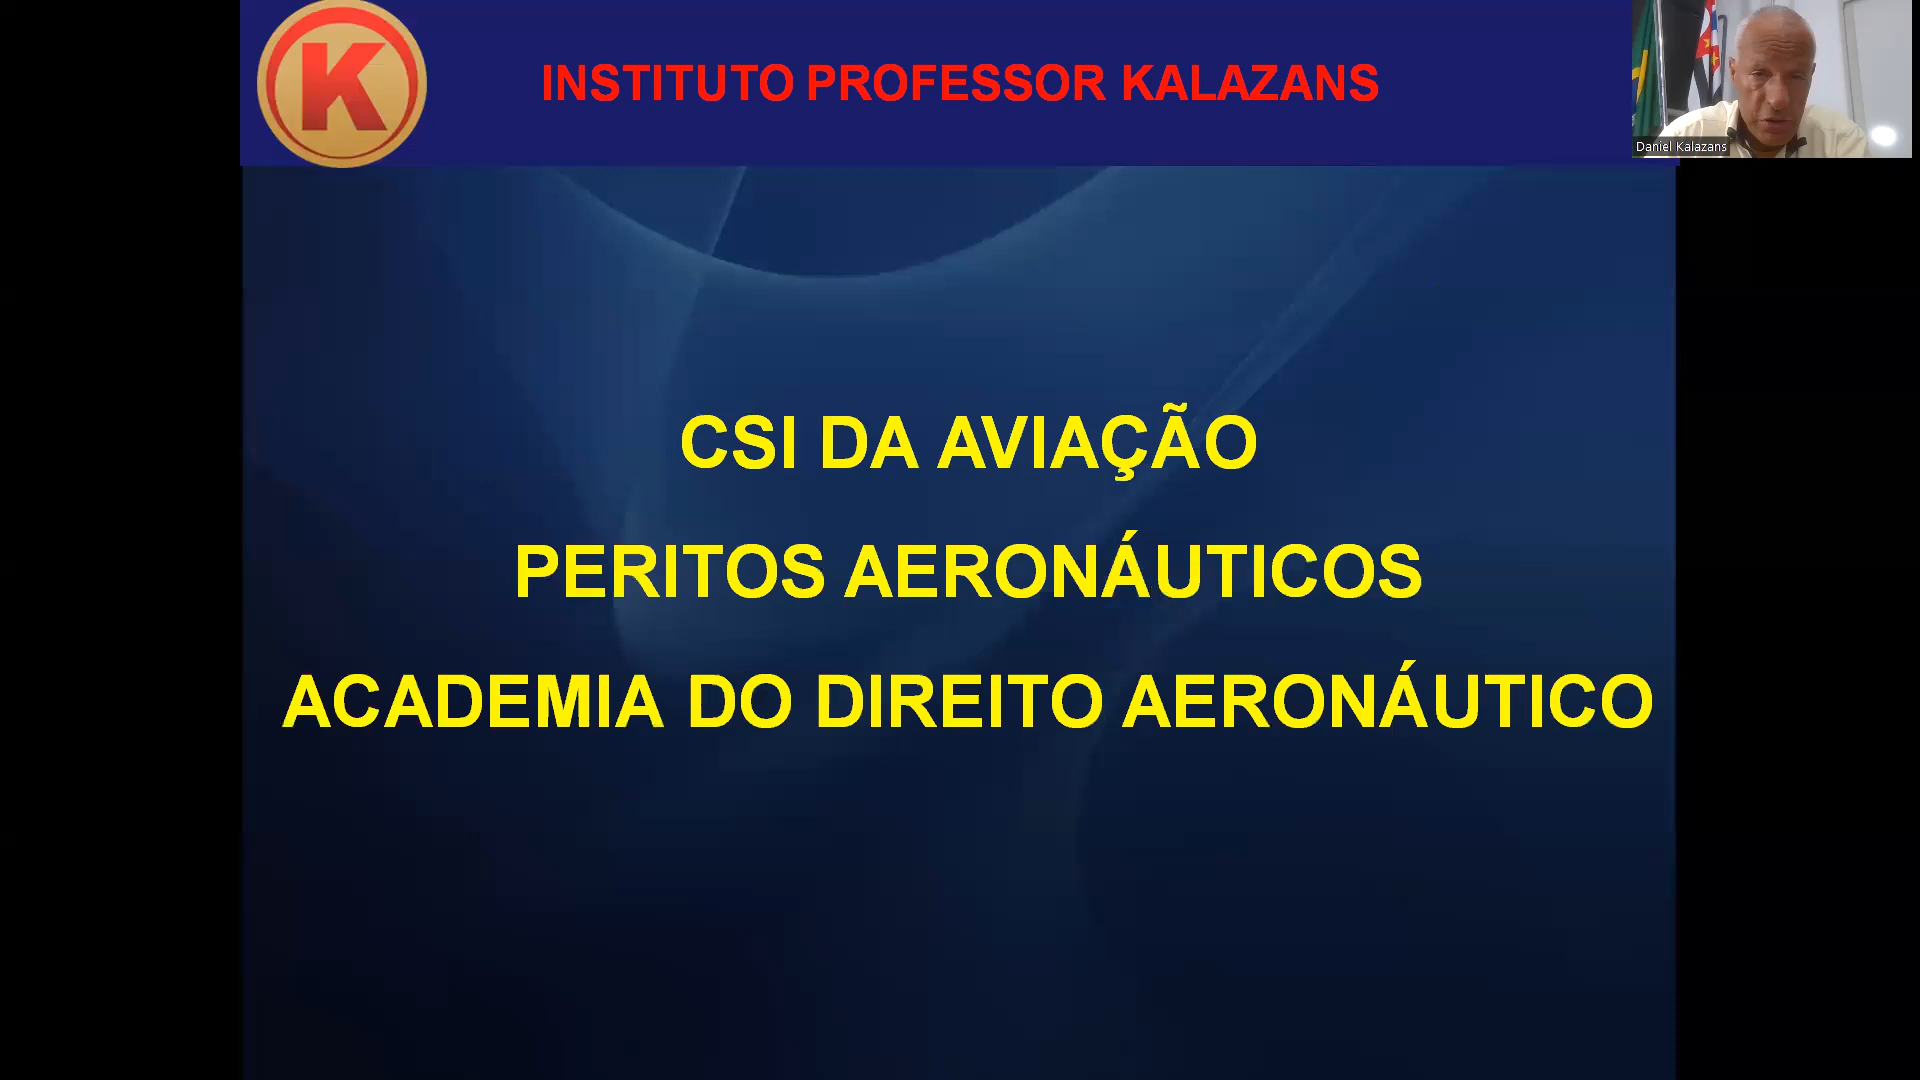 K
INSTITUTO PROFESSOR KALAZANS
Daniel Kalazans
CSI DA AVIAÇÃO
PERITOS AERONÁUTICOS
ACADEMIA DO DIREITO AERONÁUTICO